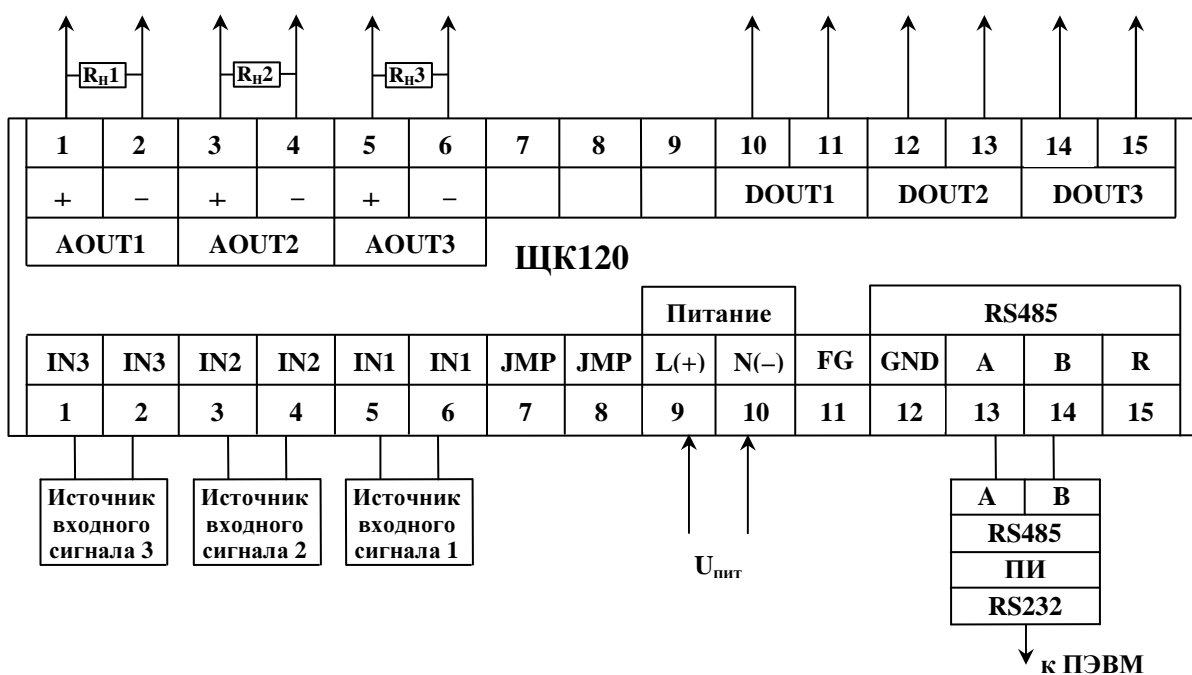 Rн1 Rн2 Rн3
1 2 3 4 5 6 7 8 9 10 11 12 13 14 15
+ − + − + − DOUT1 DOUT2 DOUT3
AOUT1 AOUT2 AOUT3
ЩК120
Питание RS485
IN3 IN3 IN2 IN2 IN1 IN1 JMP JMP L(+) N(−) FG GND A B R
1 2 3 4 5 6 7 8 9 10 11 12 13 14 15
Источник
входного
сигнала 3
Источник
входного
сигнала 2
Источник
входного
сигнала 1
Uпит
A B
RS485
ПИ
RS232
к ПЭВМ